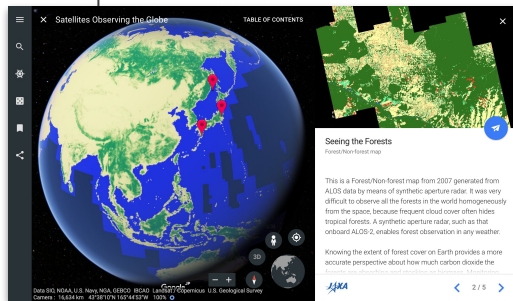 Satellites Observing the Globe
TABLE OF CONTENTS
3D
Google
Data SIO, NOAA, U.S. Navy, NGA, GEBCO IBCAO Landsat / Copernicus U.S. Geological Survey
Camera : 16,634 km 43°38'10"N 165°44'53"W 100%
Seeing the Forests
Forest/Non-forest map
This is a Forest/Non-forest map from 2007 generated from
ALOS data by means of synthetic aperture radar. It was very
difficult to observe all the forests in the world homogeneously
from the space, because frequent cloud cover often hides
tropical forests. A synthetic aperture radar, such as that
onboard ALOS-2, enables forest observation in any weather.
Knowing the extent of forest cover on Earth provides a more
accurate perspective about how much carbon dioxide the
JAXA
2 / 5